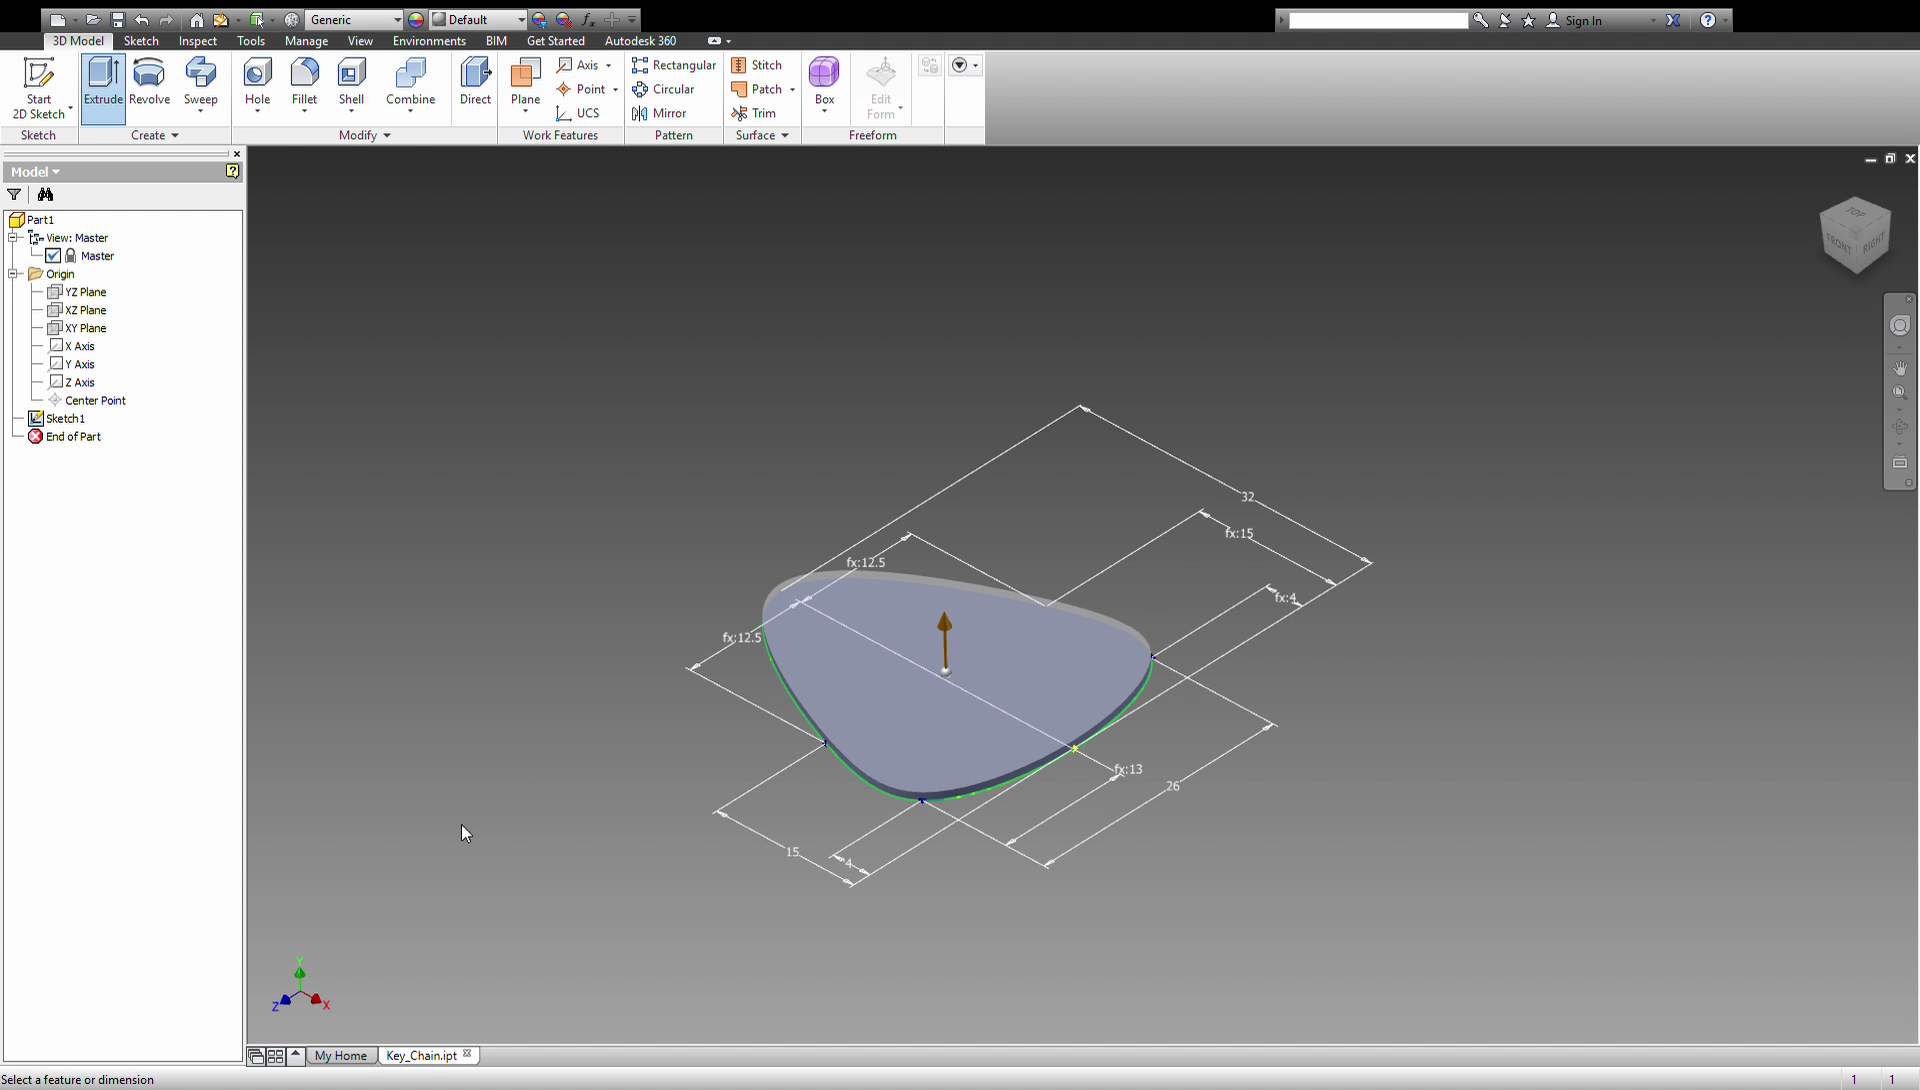 Generic
Default
fx
Sign In
3D Model Sketch Inspect Tools Manage View Environments BIM Get Started Autodesk 360
Start
2D Sketch
Extrude
Revolve
Sweep
Hole
Fillet
Shell
Combine
Direct
Plane
Axis
Point
UCS
Rectangular
Circular
Mirror
Stitch
Patch
Trim
Box
Edit
Form
Sketch
Create
Modify
Work Features
Pattern
Surface
Freeform
Model
Part1
View: Master
Master
Origin
YZ Plane
XZ Plane
XY Plane
X Axis
Y Axis
Z Axis
Center Point
Sketch1
End of Part
TOP
FRONT
RIGHT
32
fx:15
fx:12.5
fx:4
fx:12.5
fx:13
26
15
4
Y
Z
X
My Home
Key_Chain.ipt
Select a feature or dimension
1
1